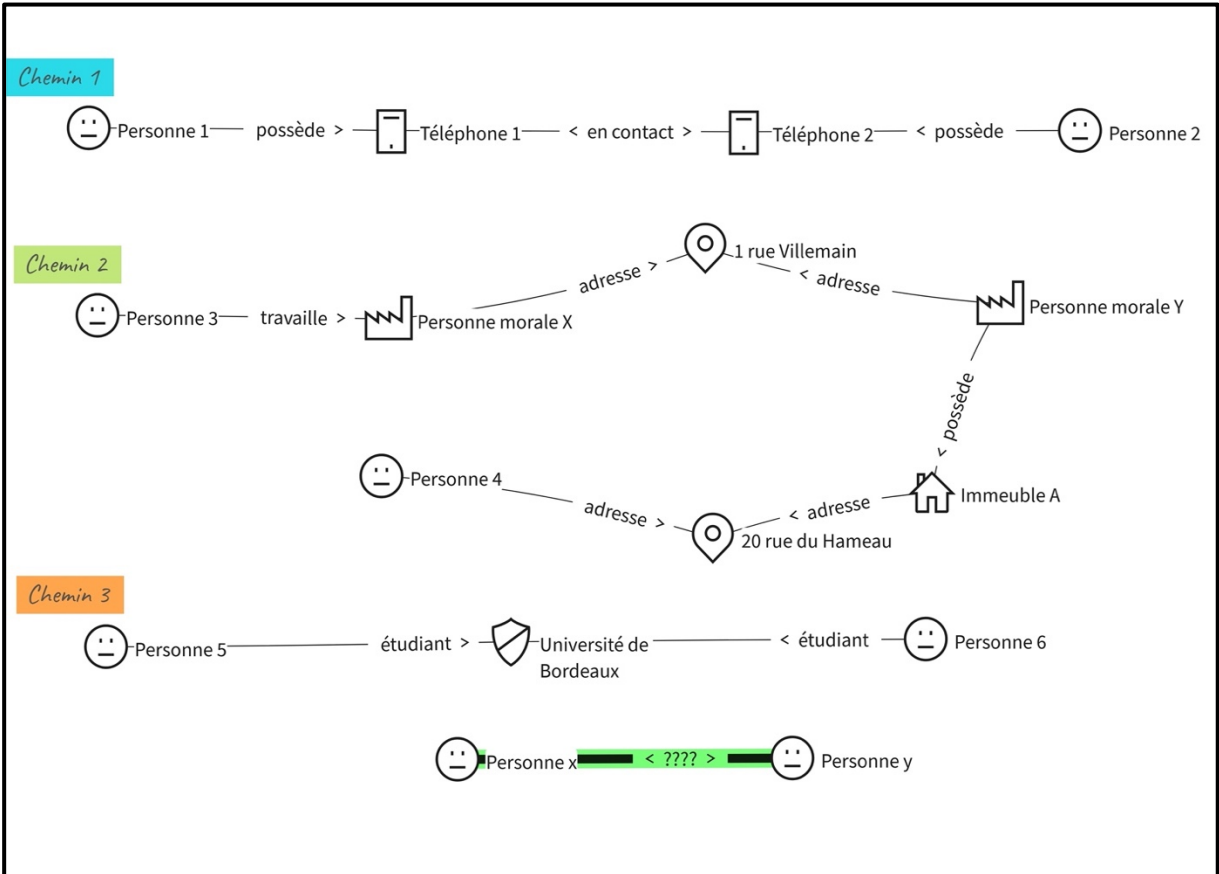 Chemin 1
Personne 1 possède > Téléphone 1 < en contact > Téléphone 2 < possède Personne 2
Chemin 2
1 rue Villemain
adresse >
< adresse
Personne 3 travaille > Personne morale X
Personne morale Y
< possède
Personne 4
Immeuble A
adresse >
< adresse
20 rue du Hameau
Chemin 3
Personne 5 étudiant > Université de
Bordeaux
< étudiant Personne 6
Personne x < ???? > Personne y